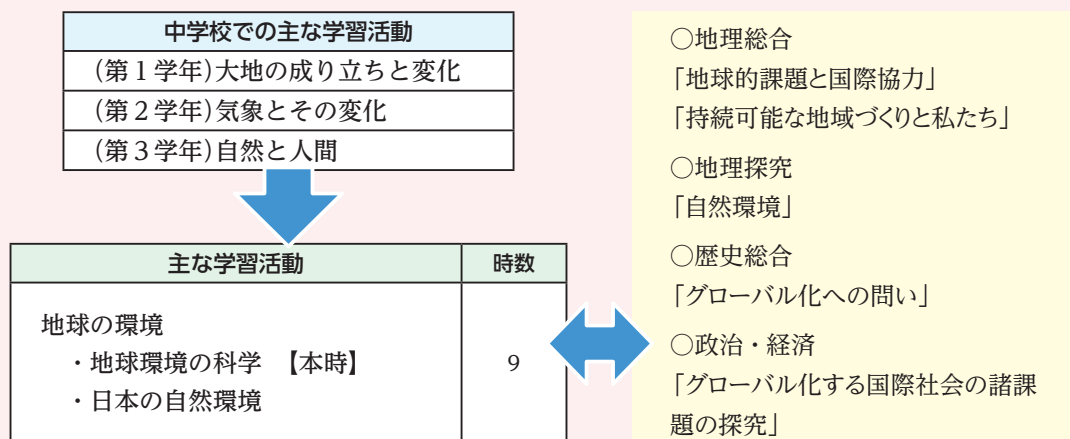 中学校での主な学習活動
(第1学年)大地の成り立ちと変化
(第2学年)気象とその変化
(第3学年)自然と人間
主な学習活動
時数
地球の環境
・地球環境の科学 【本時】
・日本の自然環境
9
○地理総合
「地球的課題と国際協力」
「持続可能な地域づくりと私たち」
○地理探究
「自然環境」
○歴史総合
「グローバル化への問い」
○政治・経済
「グローバル化する国際社会の諸課
題の探究」